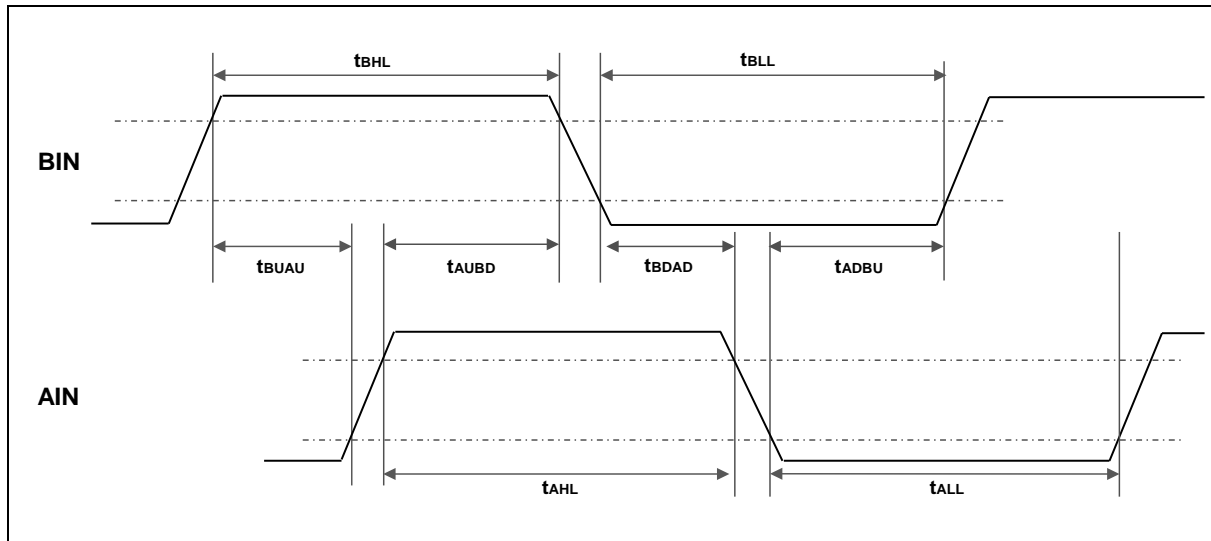 tBHL
tBLL
BIN
tBUAU
tAUBD
tBDAD
tADBU
AIN
tAHL
tALL